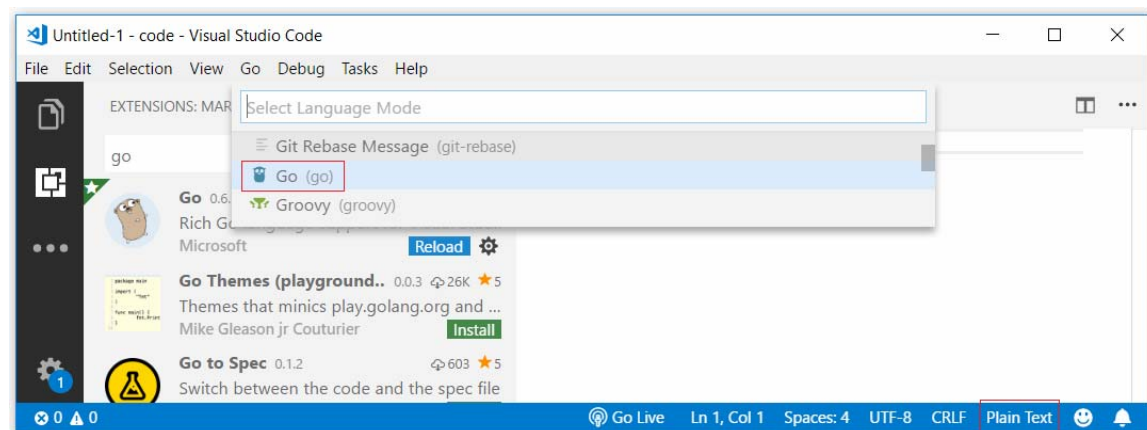 Untitled-1 - code - Visual Studio Code
File Edit Selection View Go Debug Tasks Help
EXTENSIONS: MAR
Select Language Mode
go
Git Rebase Message (git-rebase)
Go (go)
Groovy (groovy)
Go 0.6.
Rich Go
Microsoft Reload
Go Themes (playground.. 0.0.3 26K 5
Themes that minics play.golang.org and ...
Mike Gleason jr Couturier Install
Go to Spec 0.1.2 603 5
Switch between the code and the spec file
1
0 0 Go Live Ln 1, Col 1 Spaces: 4 UTF-8 CRLF Plain Text